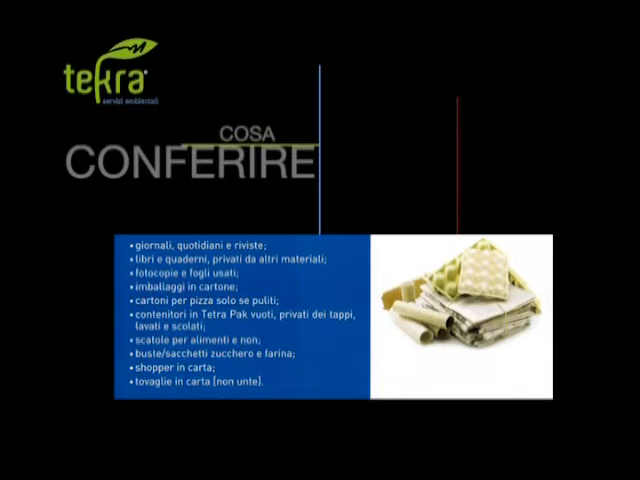 tekra
servizi ambientali
COSA
CONFERIRE
• giornali, quotidiani e riviste;
• libri e quaderni, privati da altri materiali;
• fotocopie e fogli usati;
• imballaggi in cartone;
• cartoni per pizza solo se puliti;
• contenitori in Tetra Pak vuoti, privati dei tappi,
lavati e scolati;
• scatole per alimenti e non;
• buste/sacchetti zucchero e farina;
• shopper in carta;
• tovaglie in carta (non unte).